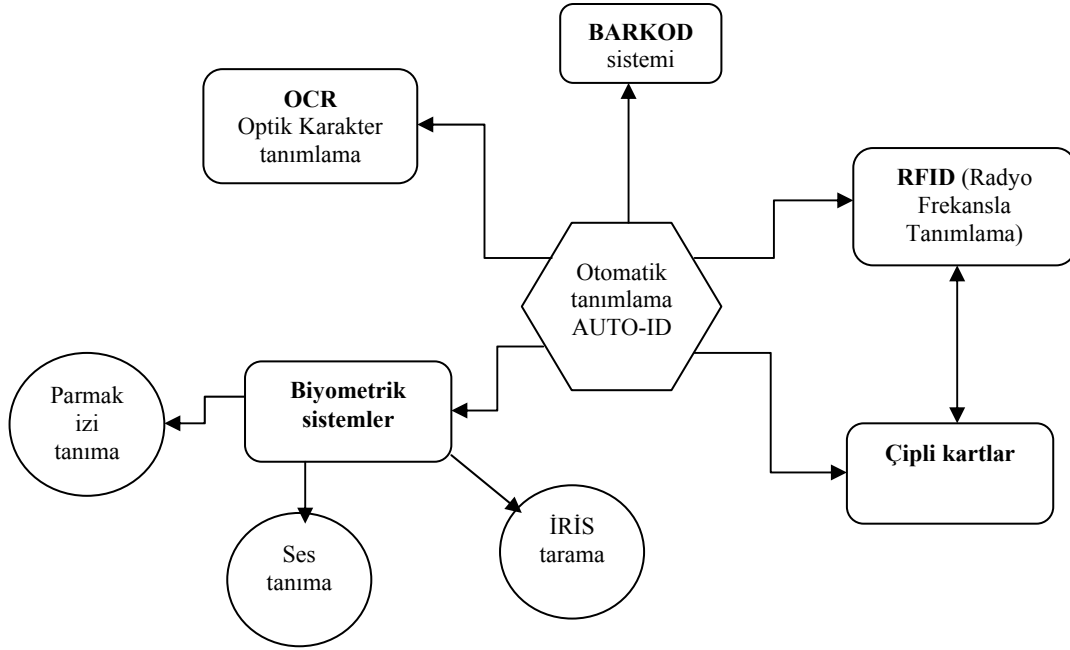 BARKOD
sistemi
OCR
Optik Karakter
tanımlama
RFID (Radyo
Frekansla
Tanımlama)
Otomatik
tanımlama
AUTO-ID
Biyometrik
sistemler
Parmak
izi
tanıma
Çipli kartlar
Ses
tanıma
İRİS
tarama